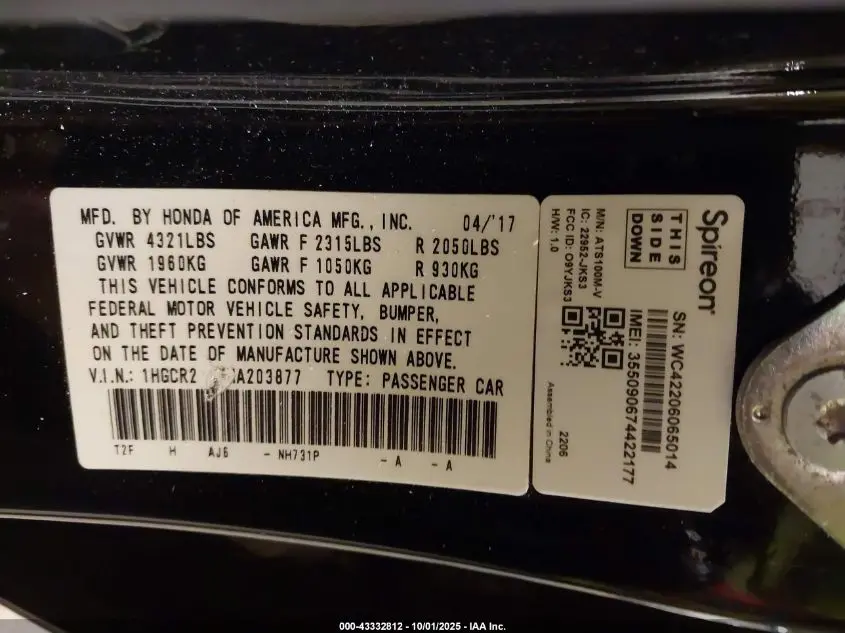 MFD. BY HONDA OF AMERICA MFG., INC. 04/'17
GVWR 4321LBS GAWR F 2315LBS R 2050LBS
GVWR 1960KG GAWR F 1050KG R 930KG
THIS VEHICLE CONFORMS TO ALL APPLICABLE
FEDERAL MOTOR VEHICLE SAFETY, BUMPER,
AND THEFT PREVENTION STANDARDS IN EFFECT
ON THE DATE OF MANUFACTURE SHOWN ABOVE.
V.I.N.: 1HGCR2 A203877 TYPE: PASSENGER CAR
T2F H AJ6 - NH731P - A - A
Spireon
THIS
SIDE
DOWN
M/N: ATS100M-V
IC: 22952-JKS3
FCC ID: O9YJKS3
H/W: 1.0
SN: WC42206065014
IMEI: 355090674422177
2206
Assembled in China
000-43332812 - 10/01/2025 - IAA Inc.